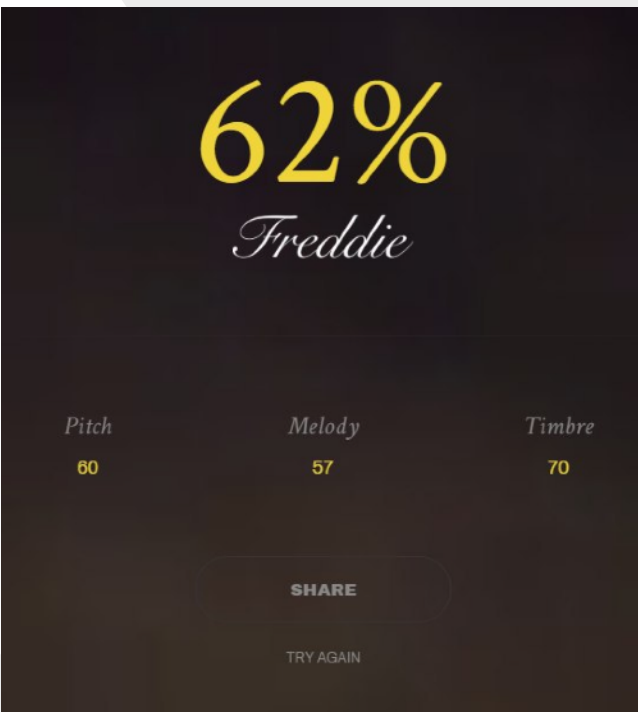 62%
Freddie
Pitch Melody Timbre
60 57 70
SHARE
TRY AGAIN